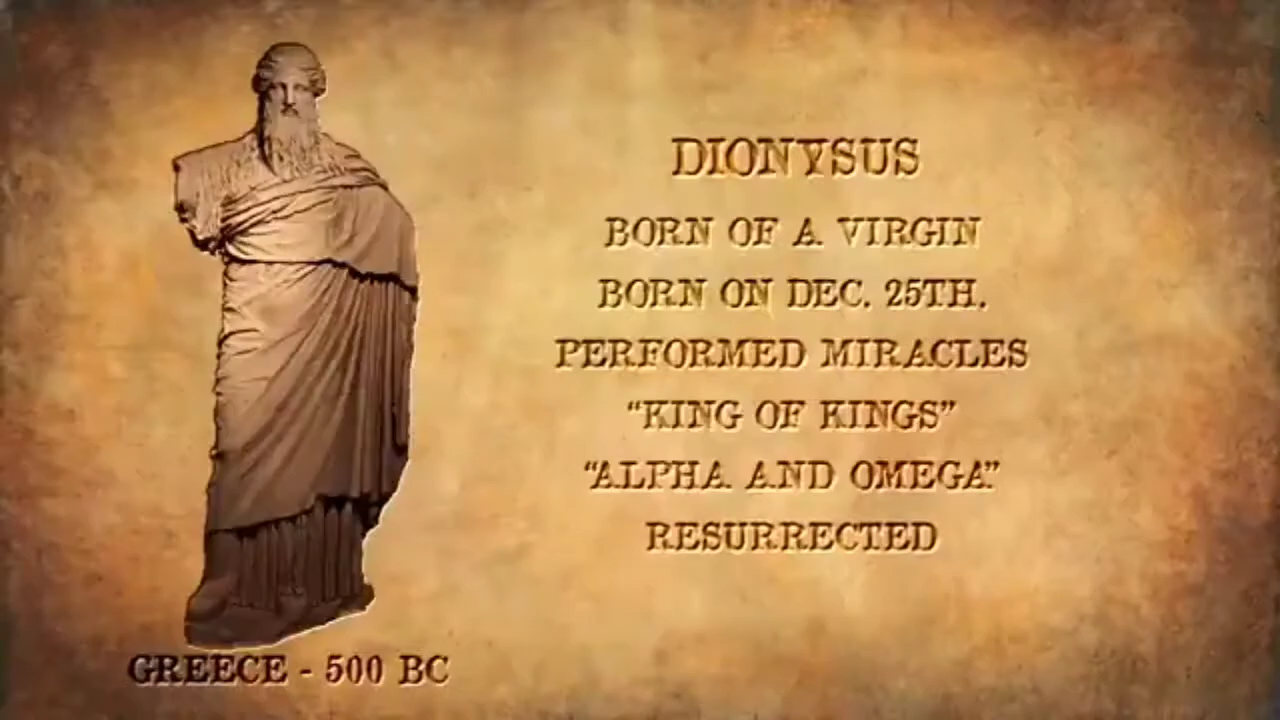 DIONYSUS
BORN OF A VIRGIN
BORN ON DEC. 25TH.
PERFORMED MIRACLES
“KING OF KINGS”
“ALPHA AND OMEGA”
RESURRECTED
GREECE - 500 BC